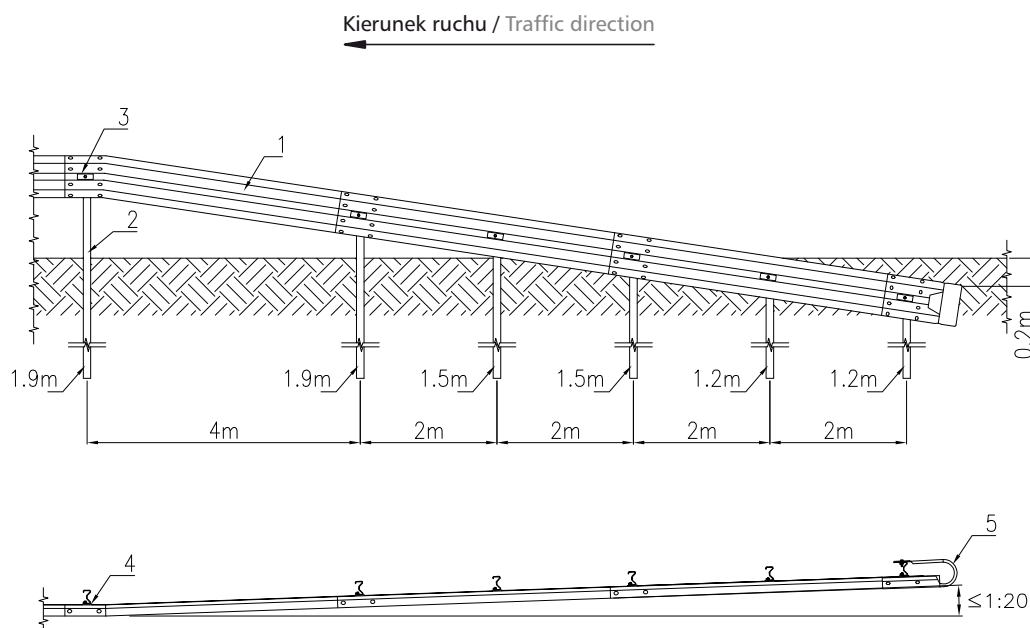 Kierunek ruchu / Traffic direction
3
1
2
0.2m
1.9m
1.9m
1.5m
1.5m
1.2m
1.2m
4m
2m
2m
2m
2m
4
5
≤1:20